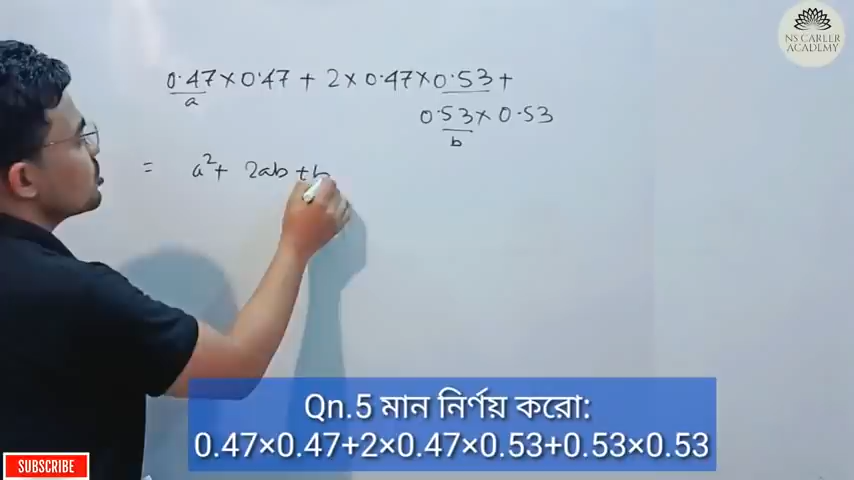 NS CAREER
ACADEMY
0.47×0.47 + 2×0.47×0.53+
0.53×0.53
a
b
= a²+ 2ab +b
Qn.5 মান নির্ণয় করো:
0.47×0.47+2×0.47×0.53+0.53×0.53
SUBSCRIBE